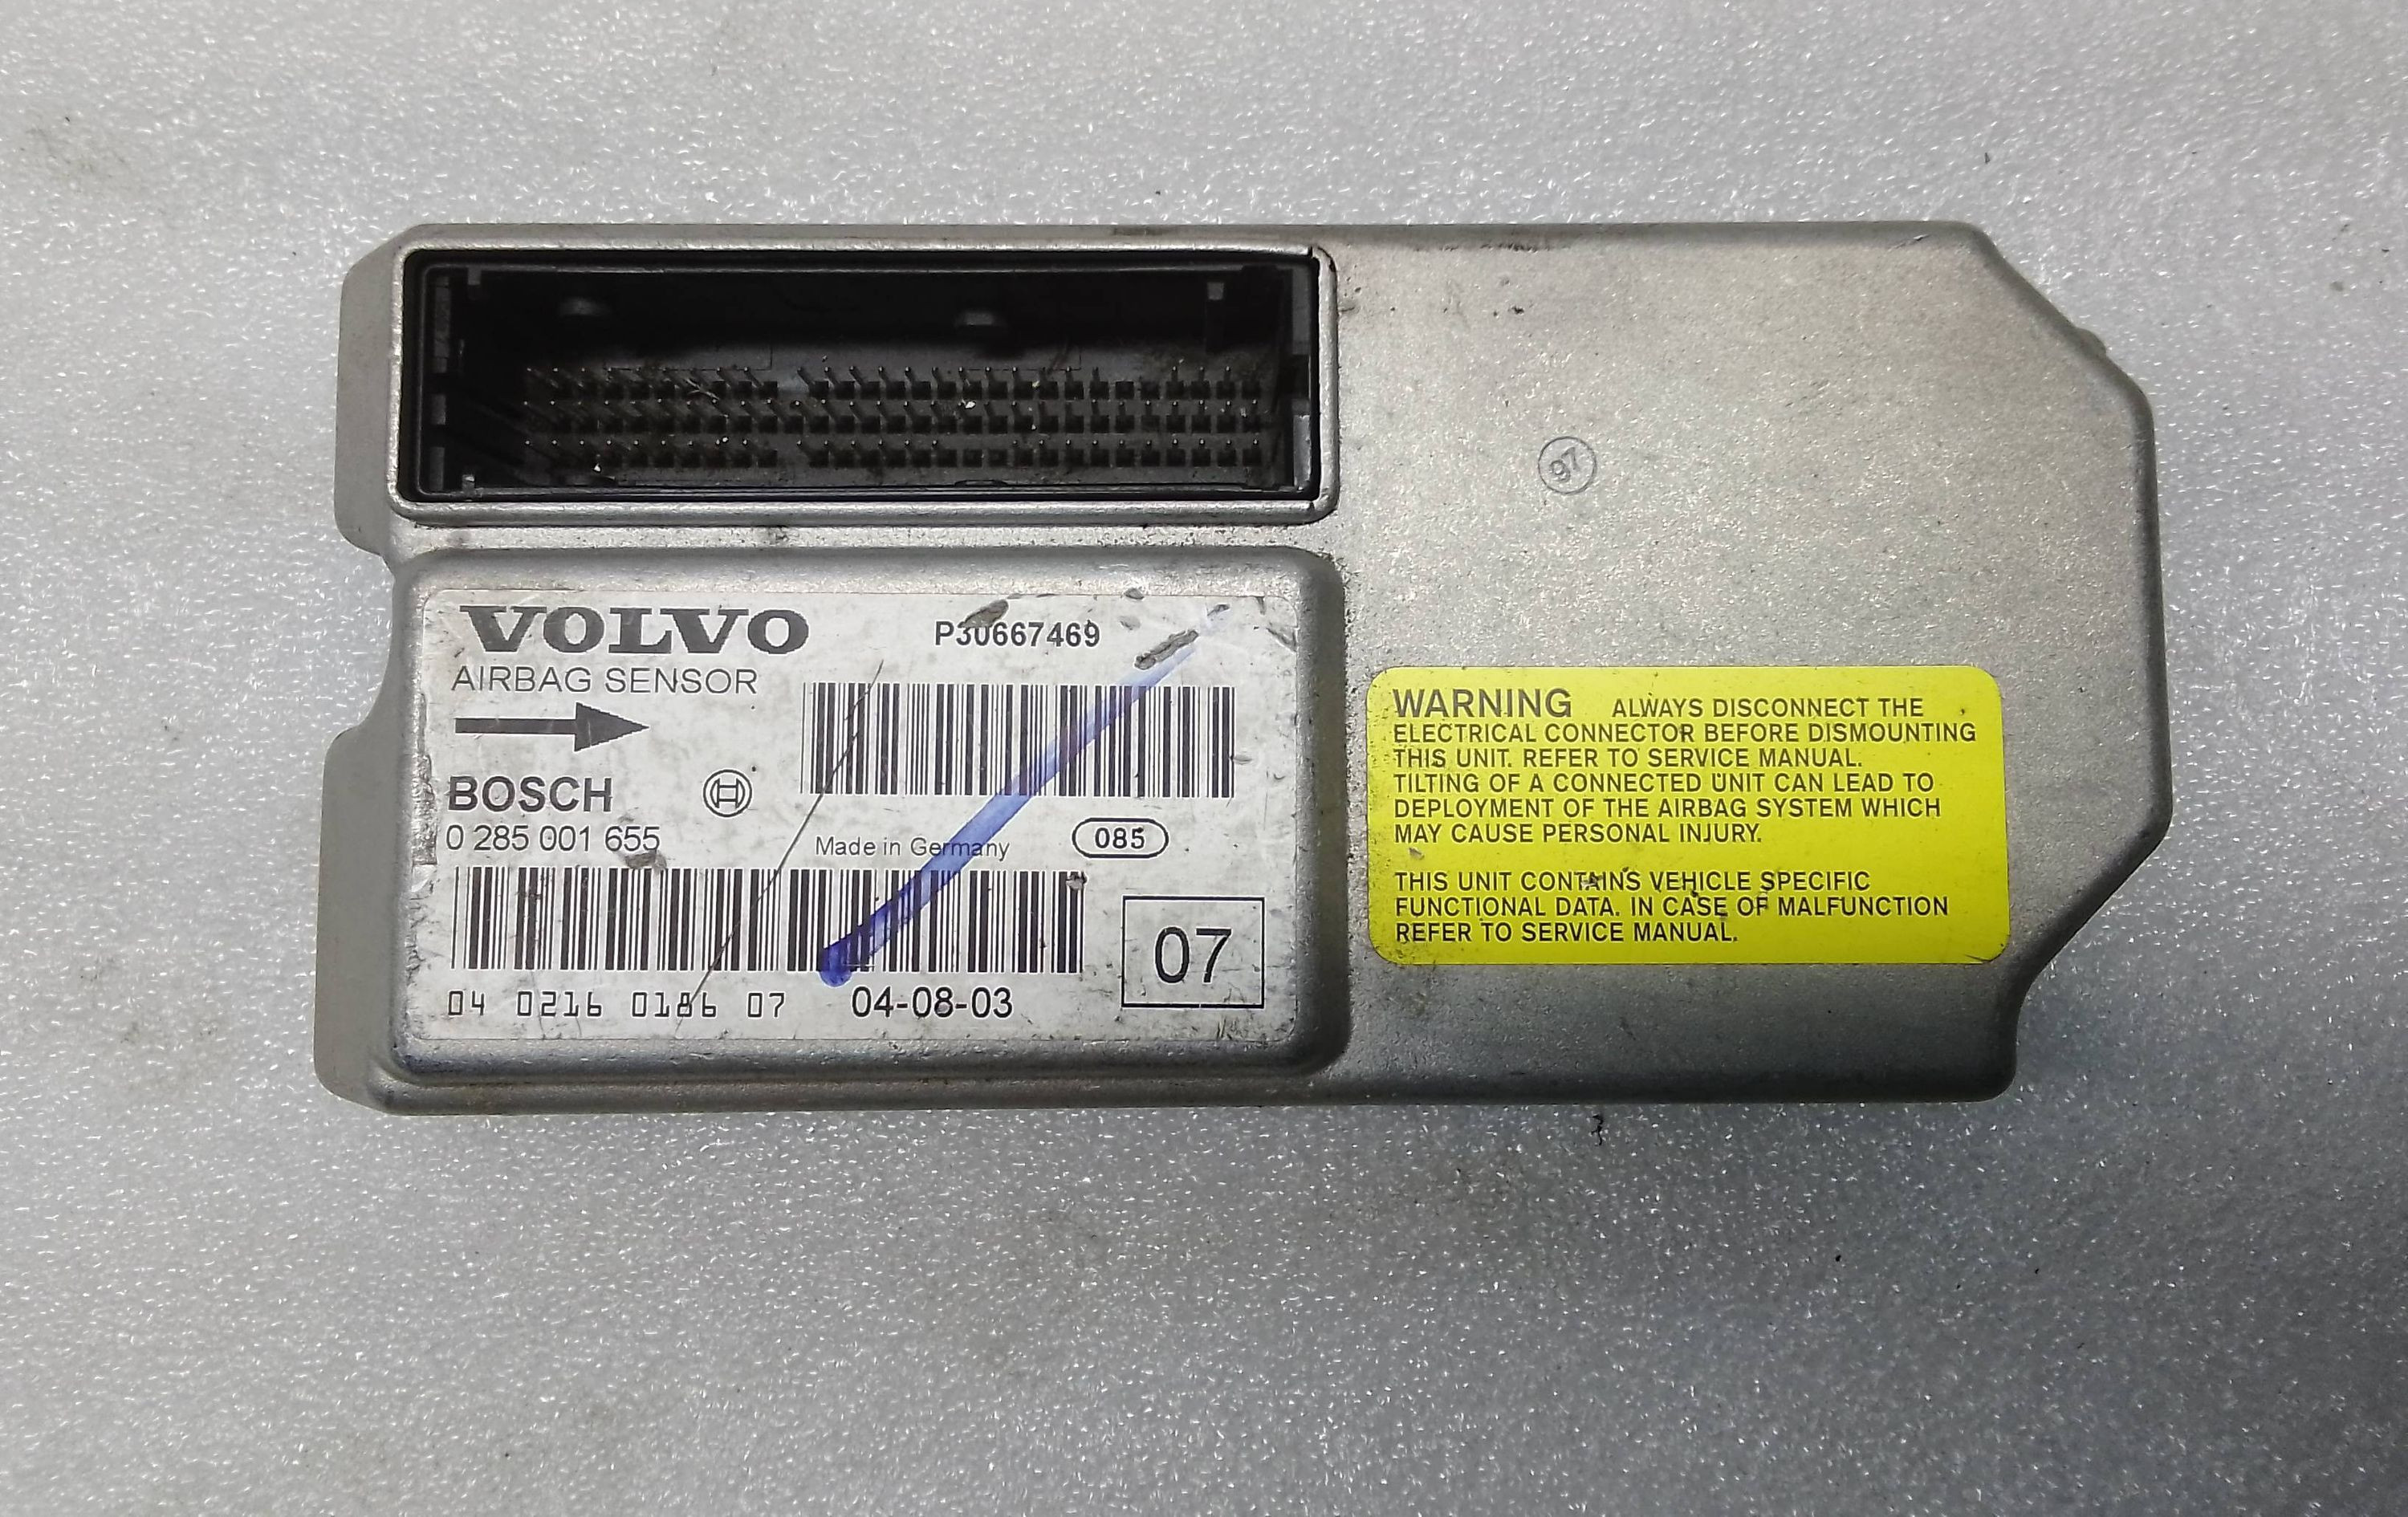 97
VOLVO
P30667469
AIRBAG SENSOR
BOSCH
0 285 001 655
Made in Germany
085
07
04 0216 0186 07
04-08-03
WARNING ALWAYS DISCONNECT THE
ELECTRICAL CONNECTOR BEFORE DISMOUNTING
THIS UNIT. REFER TO SERVICE MANUAL.
TILTING OF A CONNECTED UNIT CAN LEAD TO
DEPLOYMENT OF THE AIRBAG SYSTEM WHICH
MAY CAUSE PERSONAL INJURY.
THIS UNIT CONTAINS VEHICLE SPECIFIC
FUNCTIONAL DATA. IN CASE OF MALFUNCTION
REFER TO SERVICE MANUAL.